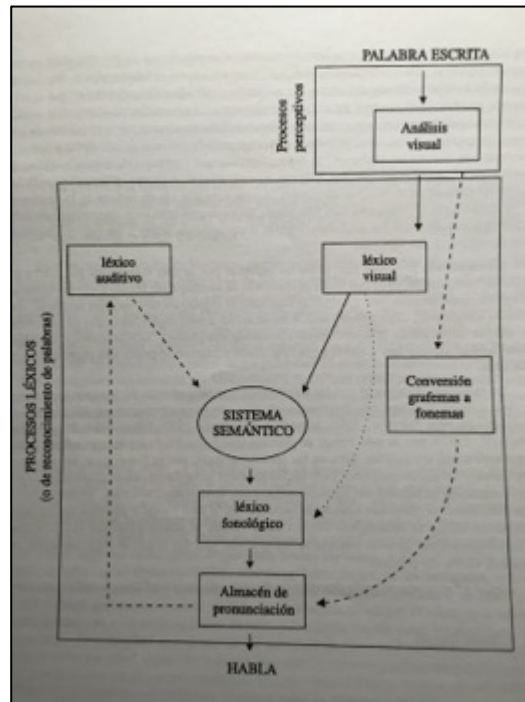 PALABRA ESCRITA
Procesos
perceptivos
Análisis
visual
PROCESOS LÉXICOS
(o de reconocimiento de palabras)
léxico
auditivo
léxico
visual
Conversión
grafemas a
fonemas
SISTEMA
SEMÁNTICO
léxico
fonológico
Almacén de
pronunciación
HABLA